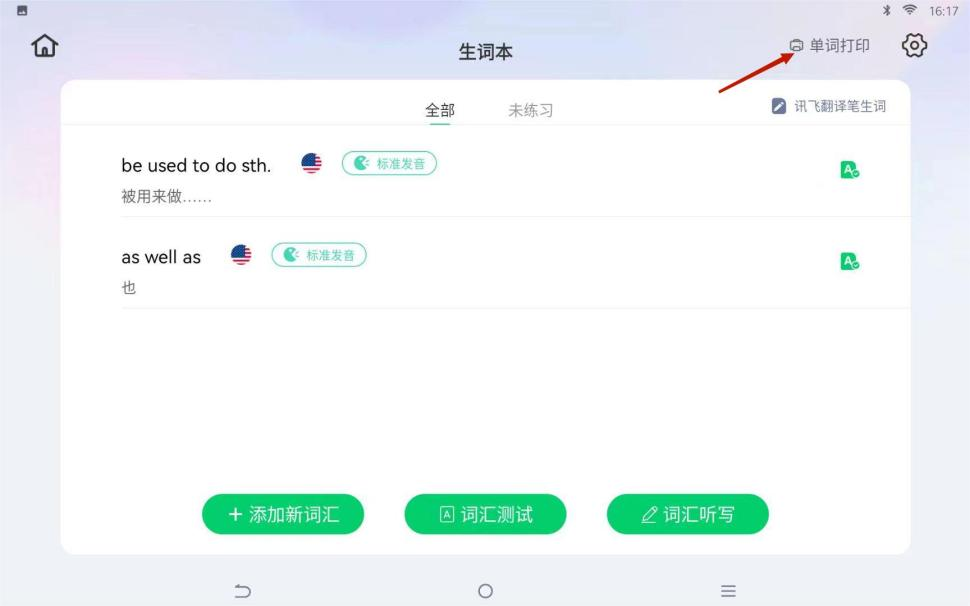 16:17
生词本
单词打印
全部
未练习
讯飞翻译笔生词
be used to do sth.
标准发音
被用来做……
as well as
标准发音
也
+ 添加新词汇
A 词汇测试
词汇听写